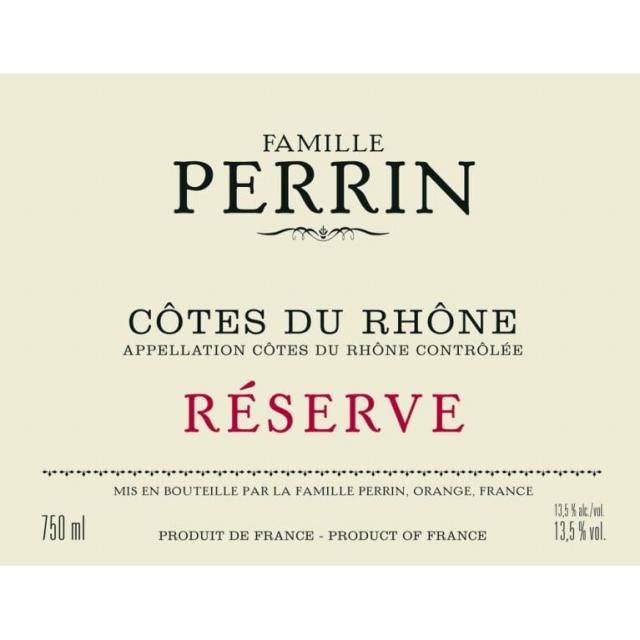 FAMILLE
PERRIN
CÔTES DU RHÔNE
APPELLATION CÔTES DU RHÔNE CONTRÔLÉE
RÉSERVE
MIS EN BOUTEILLE PAR LA FAMILLE PERRIN, ORANGE, FRANCE
750 ml
PRODUIT DE FRANCE - PRODUCT OF FRANCE
13,5 % alc./vol.
13,5 % vol.